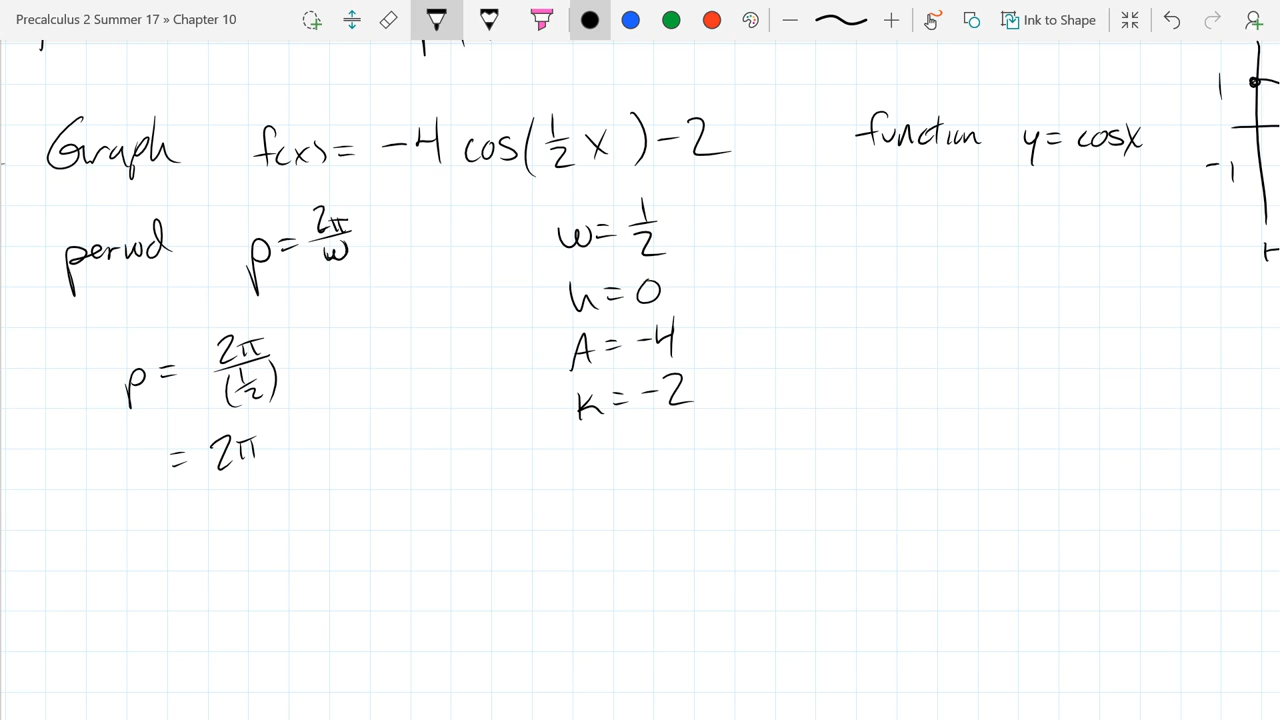 Precalculus 2 Summer 17 » Chapter 10
Ink to Shape
Graph f(x) = -4 cos(1/2 x) - 2
function y = cosx
1
-1
period p = 2π/w
w = 1/2
h = 0
p = 2π/(1/2)
A = -4
k = -2
= 2π